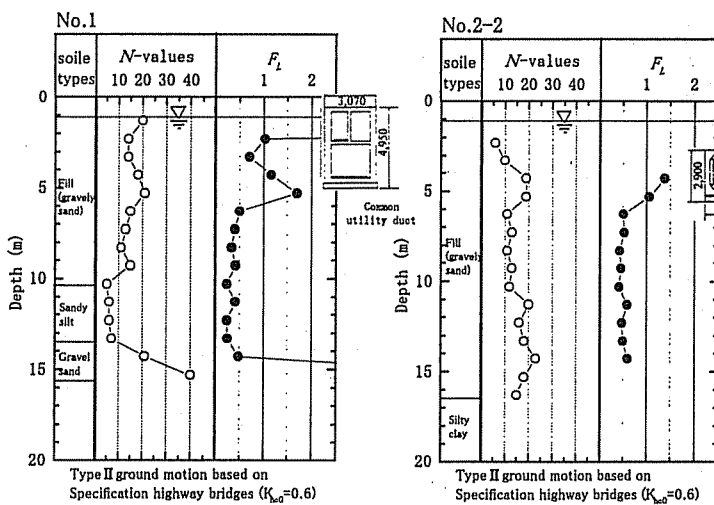 No.1
soile types
N-values
10 20 30 40
F_L
1 2
0
5
10
15
20
Depth (m)
Fill (gravely sand)
Sandy silt
Gravel sand
3,070
4,950
Common utility duct
Type II ground motion based on
Specification highway bridges (K_hc0=0.6)
No.2-2
soile types
N-values
10 20 30 40
F_L
1 2
0
5
10
15
20
Depth (m)
Fill (gravely sand)
Silty clay
2,900
Type II ground motion based on
Specification highway bridges (K_hc0=0.6)